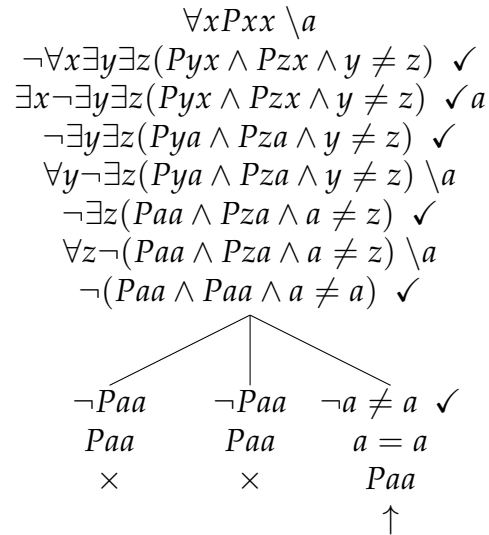 ∀xPxx \a
¬∀x∃y∃z(Pyx ∧ Pzx ∧ y ≠ z) ✓
∃x¬∃y∃z(Pyx ∧ Pzx ∧ y ≠ z) ✓a
¬∃y∃z(Pya ∧ Pza ∧ y ≠ z) ✓
∀y¬∃z(Pya ∧ Pza ∧ y ≠ z) \a
¬∃z(Paa ∧ Pza ∧ a ≠ z) ✓
∀z¬(Paa ∧ Pza ∧ a ≠ z) \a
¬(Paa ∧ Paa ∧ a ≠ a) ✓
¬Paa ¬Paa ¬a ≠ a ✓
Paa Paa a = a
× × Paa
↑